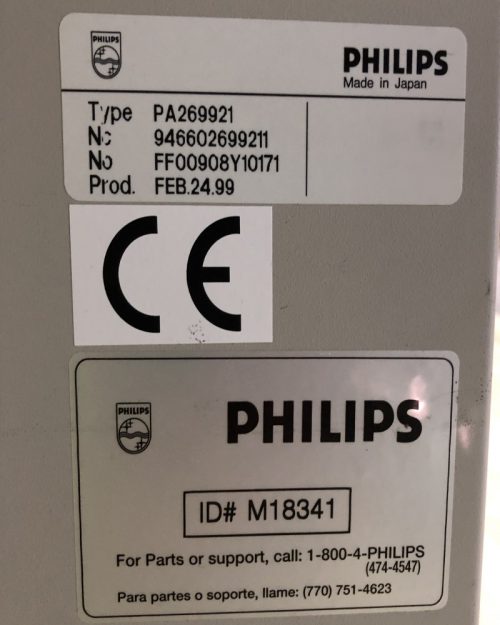 PHILIPS
PHILIPS
Made in Japan
Type PA269921
Nc 946602699211
No FF00908Y10171
Prod. FEB.24.99
CE
PHILIPS
PHILIPS
ID# M18341
For Parts or support, call: 1-800-4-PHILIPS
(474-4547)
Para partes o soporte, llame: (770) 751-4623